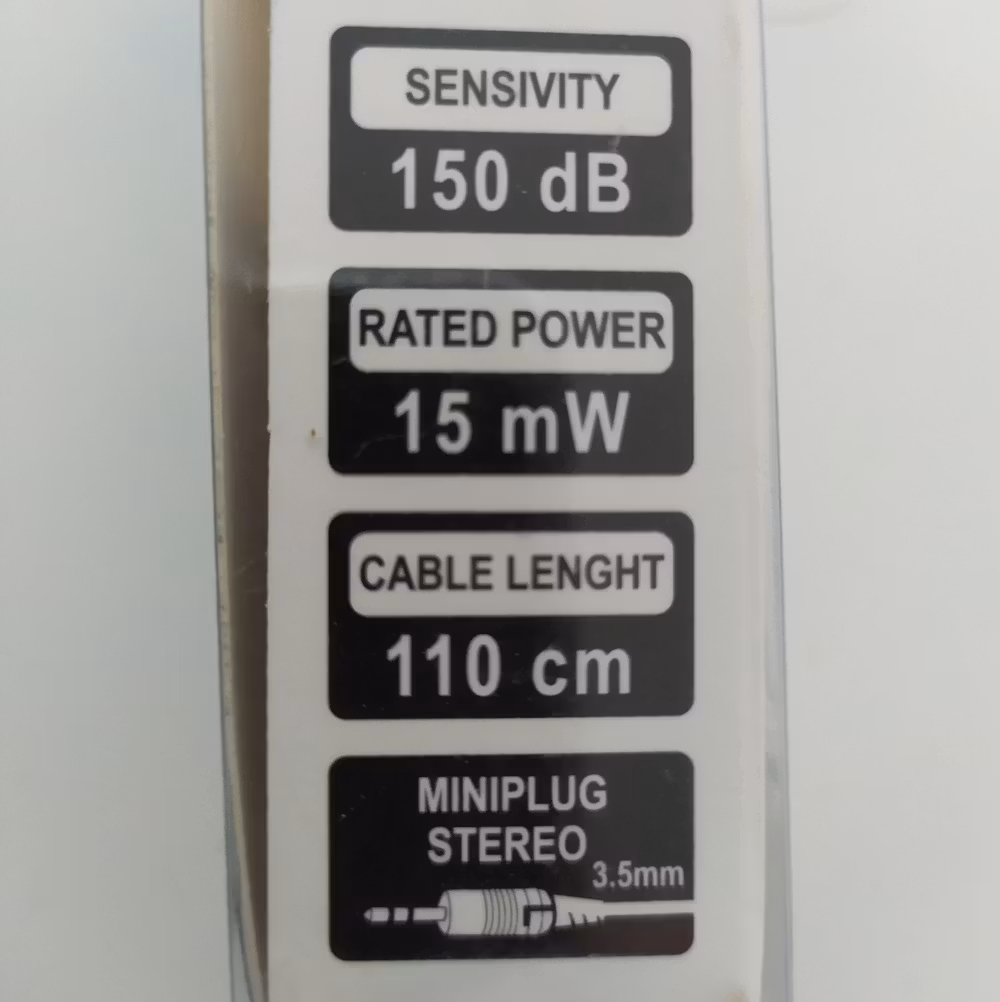 SENSIVITY
150 dB
RATED POWER
15 mW
CABLE LENGHT
110 cm
MINIPLUG
STEREO
3.5mm